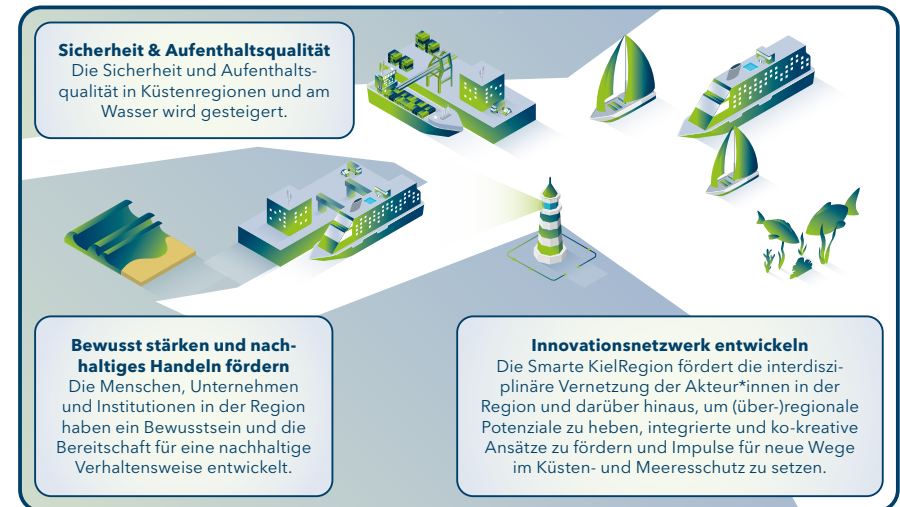 Sicherheit & Aufenthaltsqualität
Die Sicherheit und Aufenthalts-
qualität in Küstenregionen und am
Wasser wird gesteigert.
Bewusst stärken und nach-
haltiges Handeln fördern
Die Menschen, Unternehmen
und Institutionen in der Region
haben ein Bewusstsein und die
Bereitschaft für eine nachhaltige
Verhaltensweise entwickelt.
Innovationsnetzwerk entwickeln
Die Smarte KielRegion fördert die interdiszi-
plinäre Vernetzung der Akteur*innen in der
Region und darüber hinaus, um (über-)regionale
Potenziale zu heben, integrierte und ko-kreative
Ansätze zu fördern und Impulse für neue Wege
im Küsten- und Meeresschutz zu setzen.